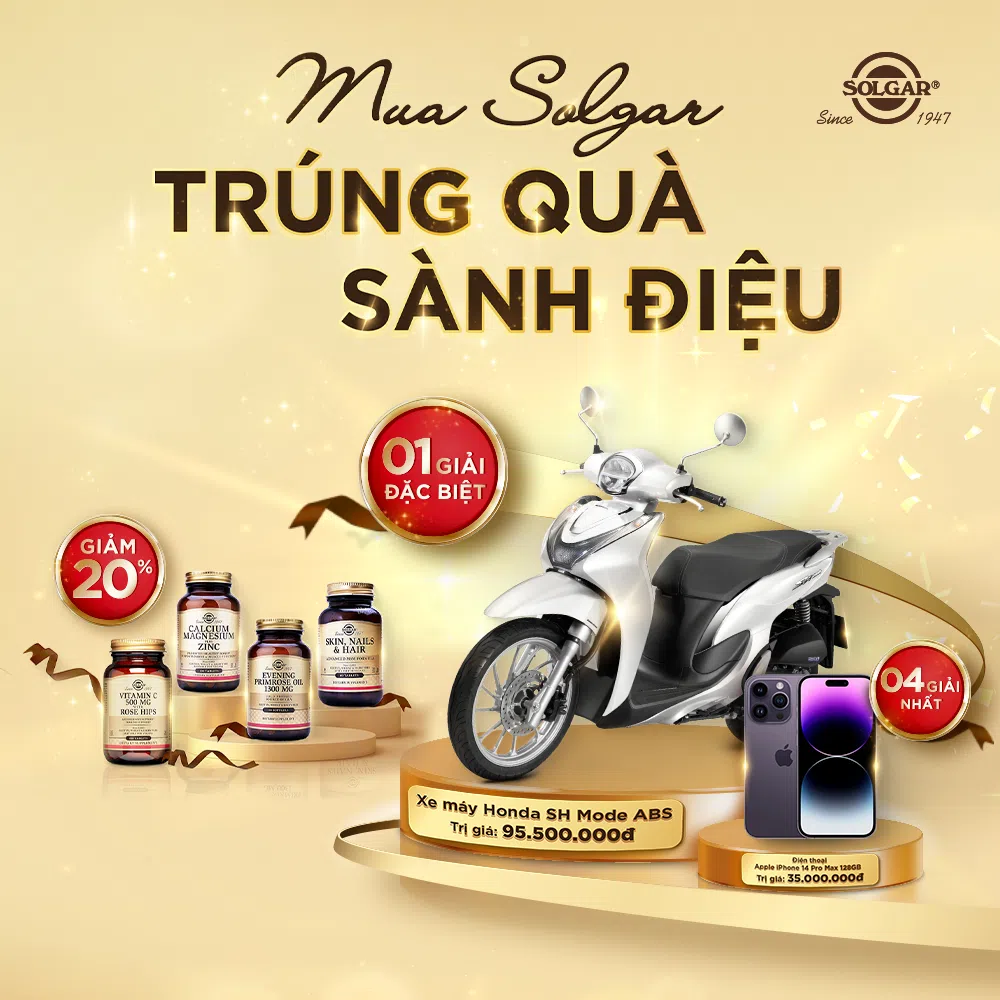 Mua Solgar
TRÚNG QUÀ
SÀNH ĐIỆU
SOLGAR®
Since 1947
01 GIẢI
ĐẶC BIỆT
GIẢM
20%
CALCIUM
MAGNESIUM
ZINC
SKIN, NAILS
& HAIR
EVENING
PRIMROSE OIL
1300 MG
VITAMIN C
500 MG
ROSE HIPS
04 GIẢI
NHẤT
Xe máy Honda SH Mode ABS
Trị giá: 95.500.000đ
Điện thoại
Apple iPhone 14 Pro Max 128GB
Trị giá: 35.000.000đ